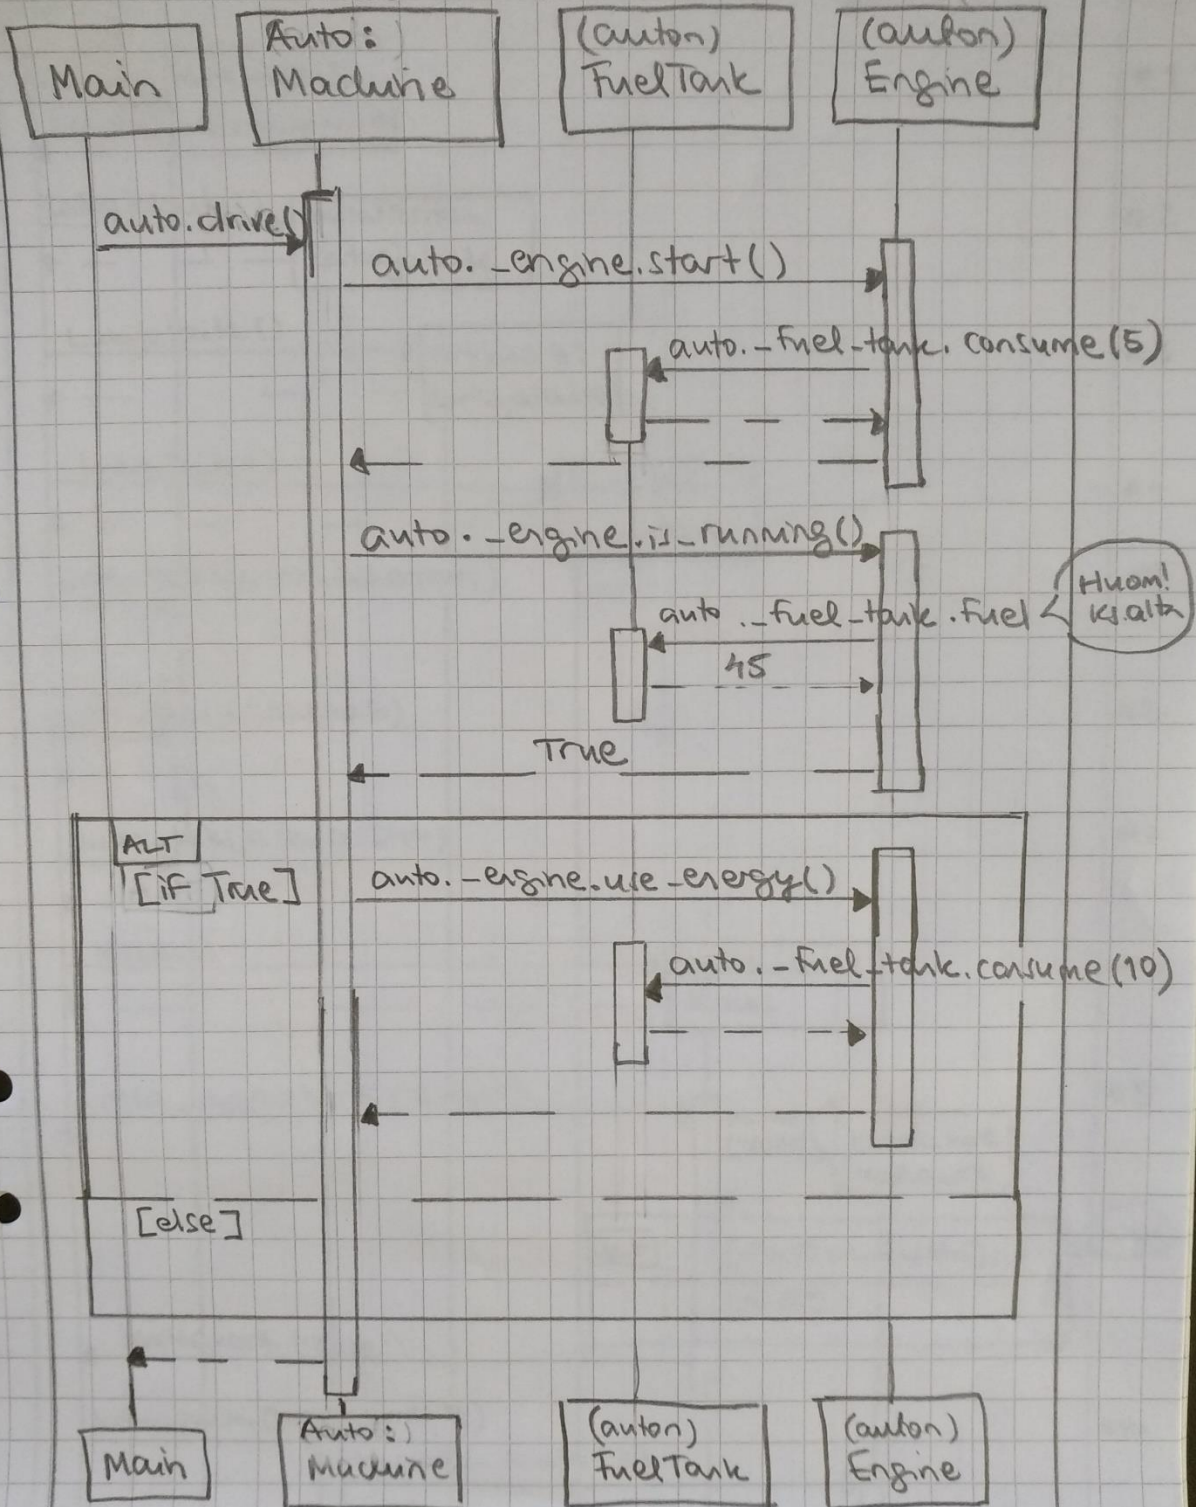 Main
Auto:
Machine
(auton)
FuelTank
(auton)
Engine
auto.drive()
auto._engine.start()
auto._fuel_tank.consume(5)
auto._engine.is_running()
auto._fuel_tank.fuel
Huom!
ks.alta
45
True
ALT
[if True]
auto._engine.use_energy()
auto._fuel_tank.consume(10)
[else]
Main
Auto:
Machine
(auton)
FuelTank
(auton)
Engine